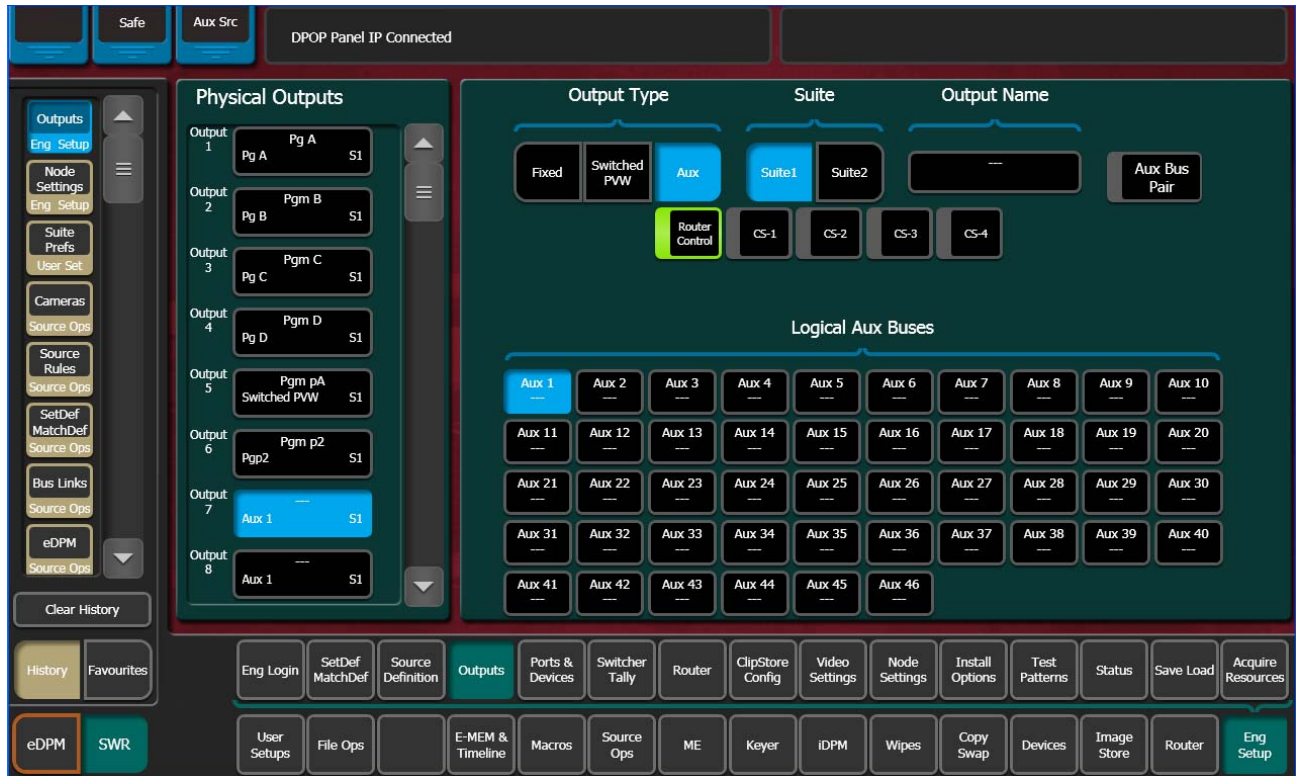 Safe
Aux Src
DPOP Panel IP Connected
Outputs
Eng Setup
Node
Settings
Eng Setup
Suite
Prefs
User Set
Cameras
Source Ops
Source
Rules
Source Ops
SetDef
MatchDef
Source Ops
Bus Links
Source Ops
eDPM
Source Ops
Clear History
History
Favourites
eDPM
SWR
Physical Outputs
Output
1
Pg A
Pg A S1
Output
2
Pgm B
Pg B S1
Output
3
Pgm C
Pg C S1
Output
4
Pgm D
Pg D S1
Output
5
Pgm pA
Switched PVW S1
Output
6
Pgm p2
Pgp2 S1
Output
7
---
Aux 1 S1
Output
8
---
Aux 1 S1
Output Type
Suite
Output Name
Fixed
Switched
PVW
Aux
Suite1
Suite2
---
Aux Bus
Pair
Router
Control
CS-1
CS-2
CS-3
CS-4
Logical Aux Buses
Aux 1
---
Aux 2
---
Aux 3
---
Aux 4
---
Aux 5
---
Aux 6
---
Aux 7
---
Aux 8
---
Aux 9
---
Aux 10
---
Aux 11
---
Aux 12
---
Aux 13
---
Aux 14
---
Aux 15
---
Aux 16
---
Aux 17
---
Aux 18
---
Aux 19
---
Aux 20
---
Aux 21
---
Aux 22
---
Aux 23
---
Aux 24
---
Aux 25
---
Aux 26
---
Aux 27
---
Aux 28
---
Aux 29
---
Aux 30
---
Aux 31
---
Aux 32
---
Aux 33
---
Aux 34
---
Aux 35
---
Aux 36
---
Aux 37
---
Aux 38
---
Aux 39
---
Aux 40
---
Aux 41
---
Aux 42
---
Aux 43
---
Aux 44
---
Aux 45
---
Aux 46
---
Eng Login
SetDef
MatchDef
Source
Definition
Outputs
Ports &
Devices
Switcher
Tally
Router
ClipStore
Config
Video
Settings
Node
Settings
Install
Options
Test
Patterns
Status
Save Load
Acquire
Resources
User
Setups
File Ops
E-MEM &
Timeline
Macros
Source
Ops
ME
Keyer
iDPM
Wipes
Copy
Swap
Devices
Image
Store
Router
Eng
Setup